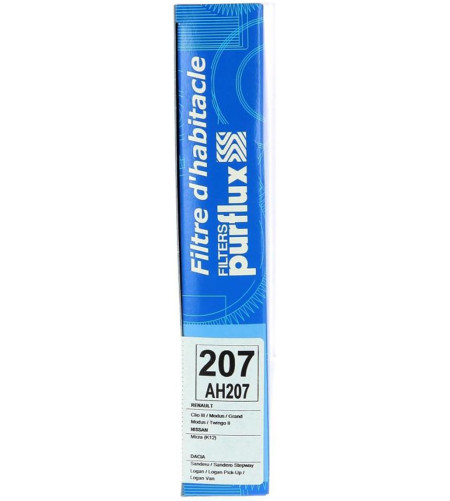 Filtre d'habitacle
FILTERS
purflux
207
AH207
RENAULT
Clio III / Modus / Grand
Modus / Twingo II
NISSAN
Micra (K12)
DACIA
Sandero / Sandero Stepway
Logan / Logan Pick-Up /
Logan Van